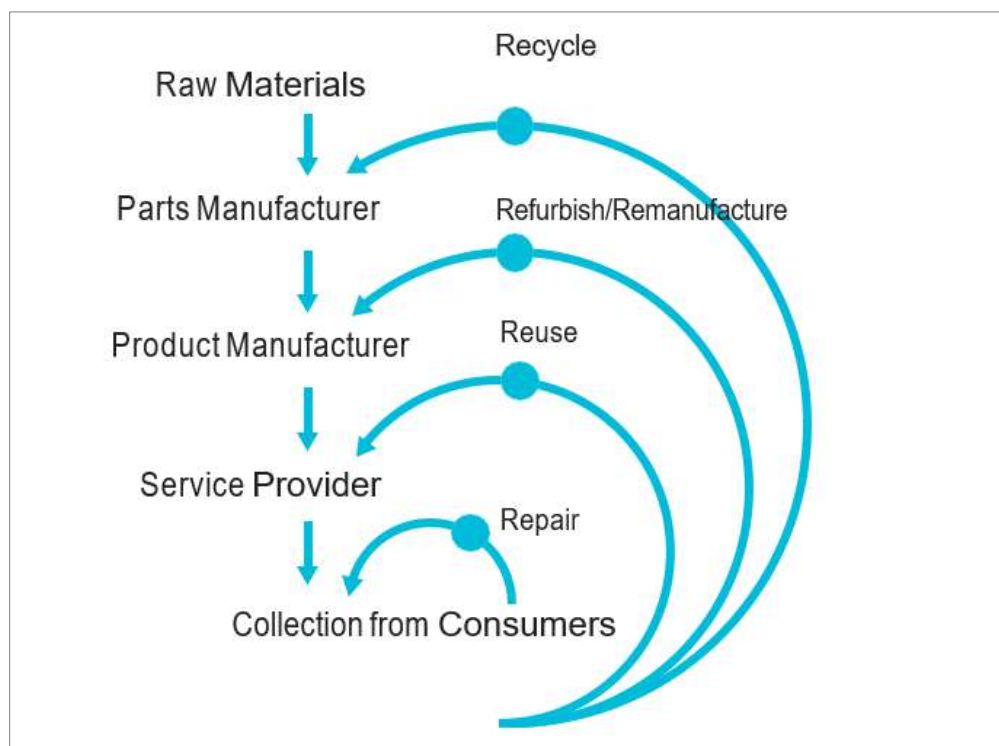 Recycle
Raw Materials
Parts Manufacturer
Refurbish/Remanufacture
Product Manufacturer
Reuse
Service Provider
Repair
Collection from Consumers